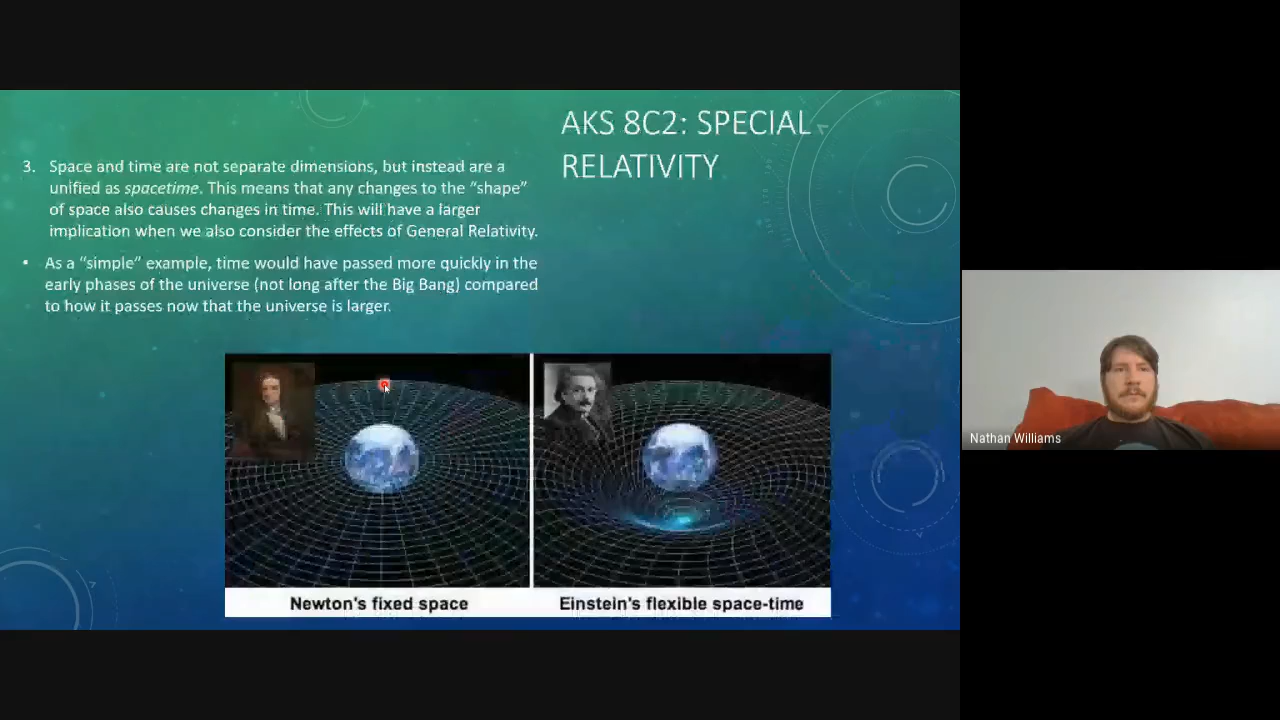 AKS 8C2: SPECIAL
RELATIVITY
3. Space and time are not separate dimensions, but instead are a
unified as spacetime. This means that any changes to the “shape”
of space also causes changes in time. This will have a larger
implication when we also consider the effects of General Relativity.
• As a “simple” example, time would have passed more quickly in the
early phases of the universe (not long after the Big Bang) compared
to how it passes now that the universe is larger.
Newton's fixed space
Einstein's flexible space-time
Nathan Williams